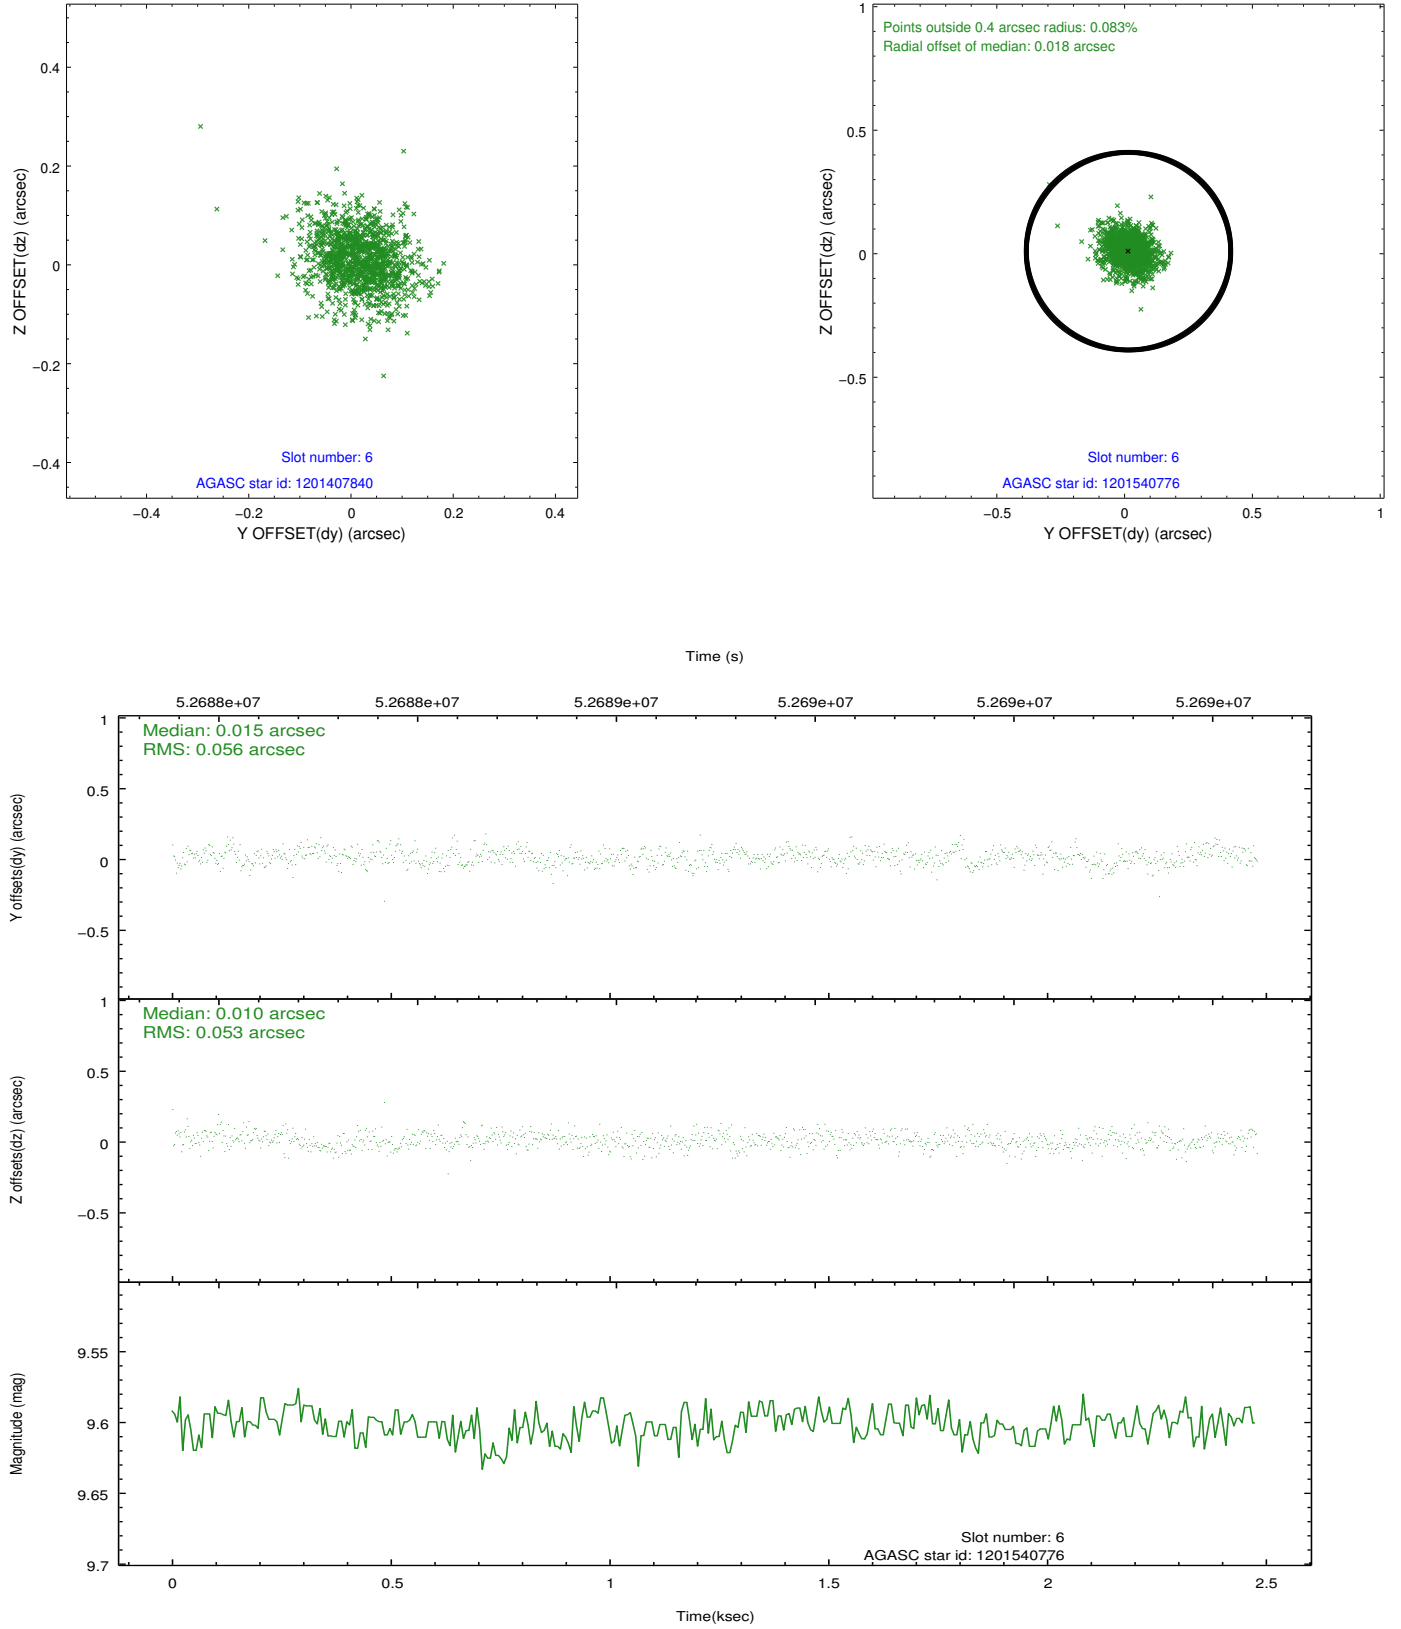 0.4
0.2
0
−0.2
−0.4
Z OFFSET(dz) (arcsec)
Slot number: 6
AGASC star id: 1201407840
−0.4
−0.2
0
0.2
0.4
Y OFFSET(dy) (arcsec)
Points outside 0.4 arcsec radius: 0.083%
Radial offset of median: 0.018 arcsec
1
0.5
0
−0.5
Z OFFSET(dz) (arcsec)
Slot number: 6
AGASC star id: 1201540776
−0.5
0
0.5
1
Y OFFSET(dy) (arcsec)
Time (s)
5.2688e+07
5.2688e+07
5.2689e+07
5.269e+07
5.269e+07
5.269e+07
Median: 0.015 arcsec
RMS: 0.056 arcsec
1
0.5
0
−0.5
Y offsets(dy) (arcsec)
Median: 0.010 arcsec
RMS: 0.053 arcsec
1
0.5
0
−0.5
Z offsets(dz) (arcsec)
9.55
9.6
9.65
9.7
Magnitude (mag)
Slot number: 6
AGASC star id: 1201540776
0
0.5
1
1.5
2
2.5
Time(ksec)